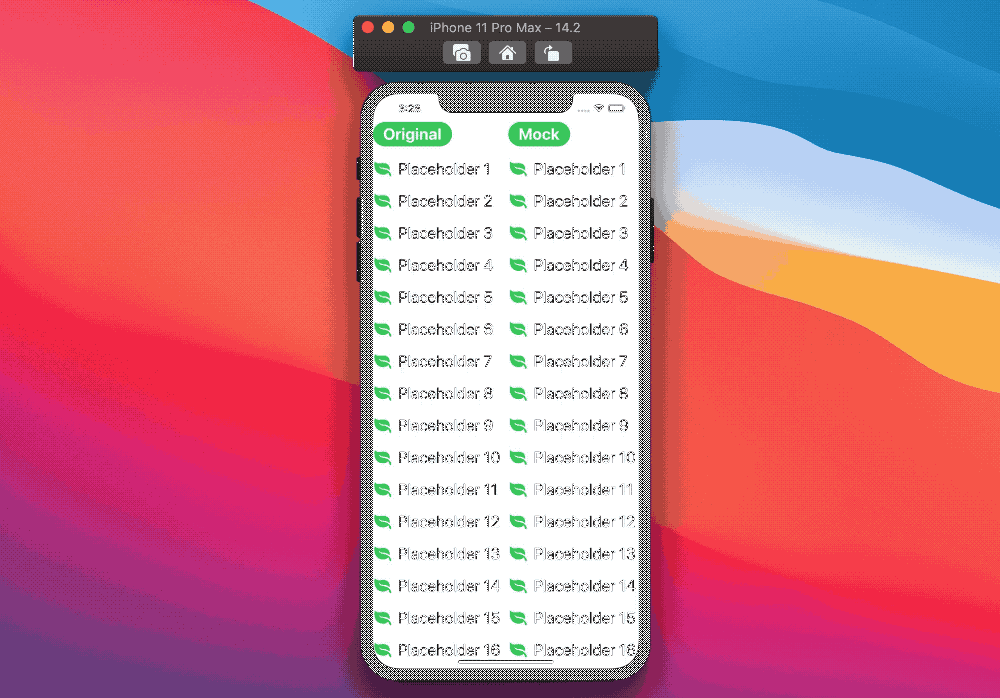 iPhone 11 Pro Max – 14.2
3:23
Original Mock
Placeholder 1 Placeholder 1
Placeholder 2 Placeholder 2
Placeholder 3 Placeholder 3
Placeholder 4 Placeholder 4
Placeholder 5 Placeholder 5
Placeholder 6 Placeholder 6
Placeholder 7 Placeholder 7
Placeholder 8 Placeholder 8
Placeholder 9 Placeholder 9
Placeholder 10 Placeholder 10
Placeholder 11 Placeholder 11
Placeholder 12 Placeholder 12
Placeholder 13 Placeholder 13
Placeholder 14 Placeholder 14
Placeholder 15 Placeholder 15
Placeholder 16 Placeholder 16